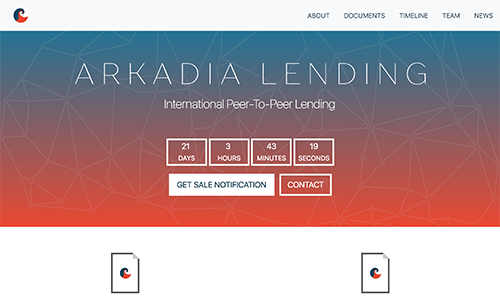 ABOUT DOCUMENTS TIMELINE TEAM NEWS
ARKADIA LENDING
International Peer-To-Peer Lending
21 3 43 19
DAYS HOURS MINUTES SECONDS
GET SALE NOTIFICATION CONTACT